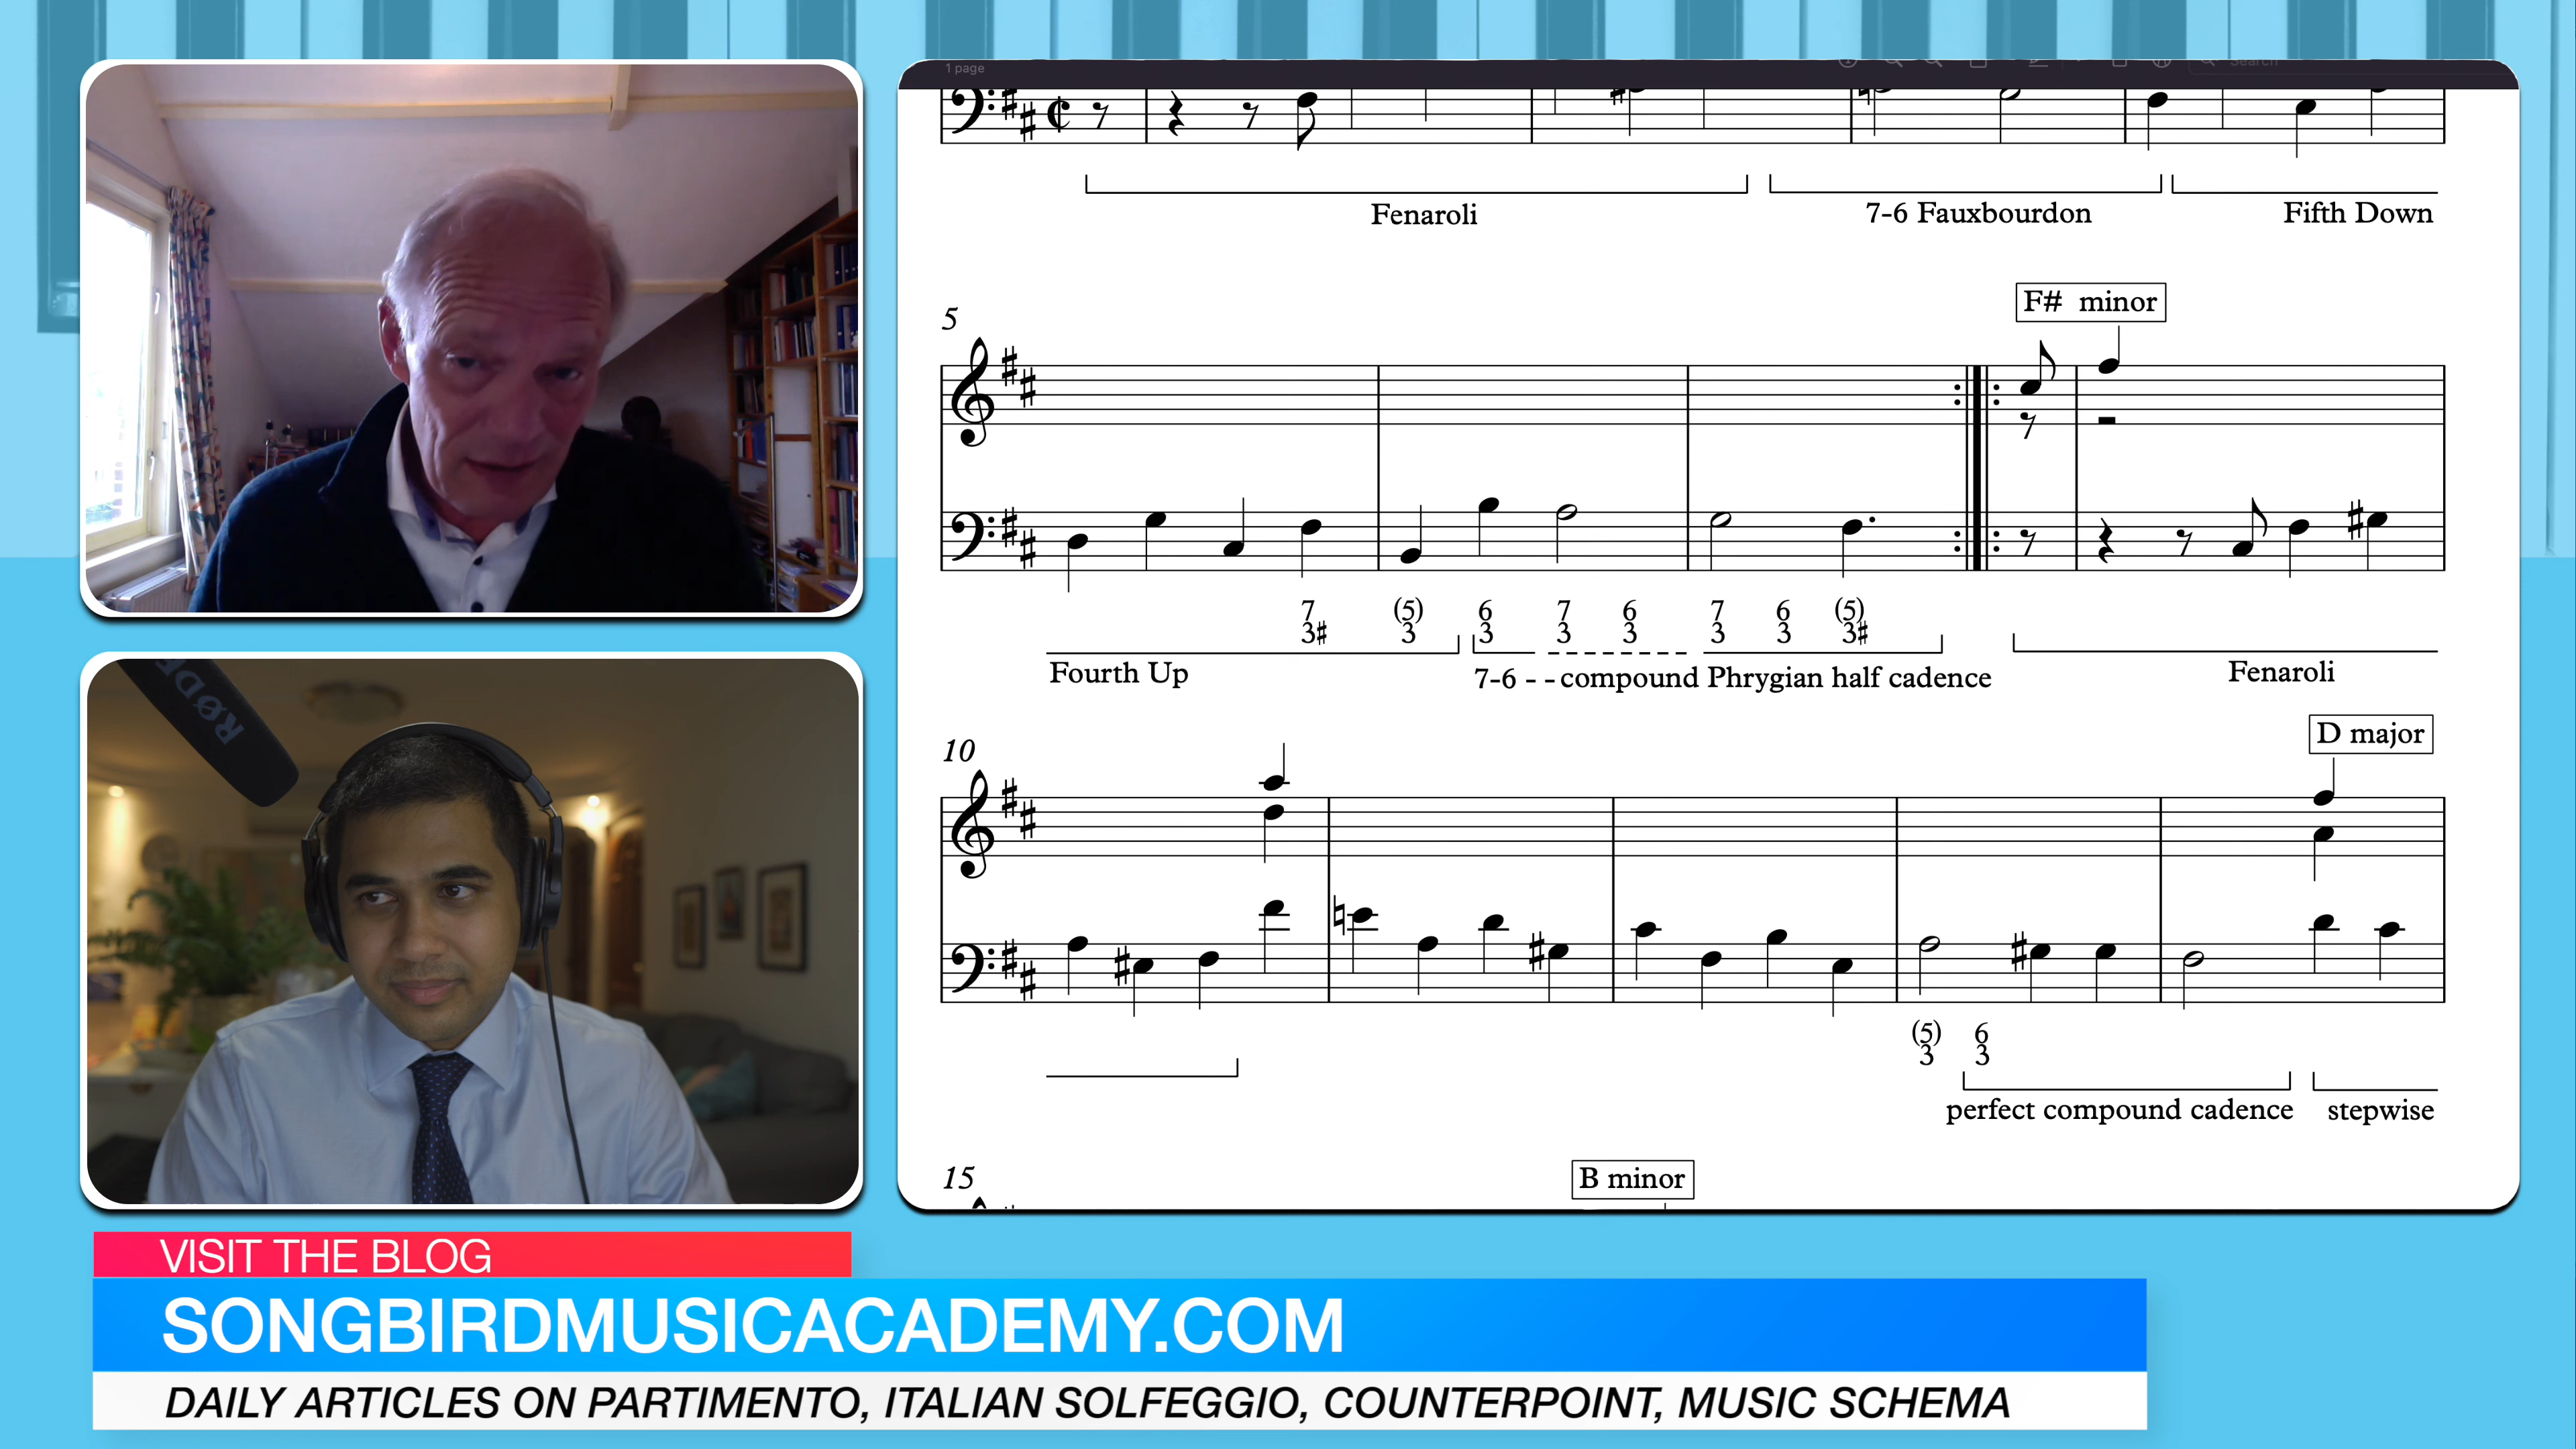 1 page
Search
Fenaroli
7-6 Fauxbourdon
Fifth Down
RØDE
5
F# minor
7 (5) 6 7 6 7 6 (5)
3# 3 3 3 3 3 3 3#
Fourth Up
7-6 - - compound Phrygian half cadence
Fenaroli
10
D major
(5) 6
3 3
perfect compound cadence
stepwise
15
B minor
VISIT THE BLOG
SONGBIRDMUSICACADEMY.COM
DAILY ARTICLES ON PARTIMENTO, ITALIAN SOLFEGGIO, COUNTERPOINT, MUSIC SCHEMA